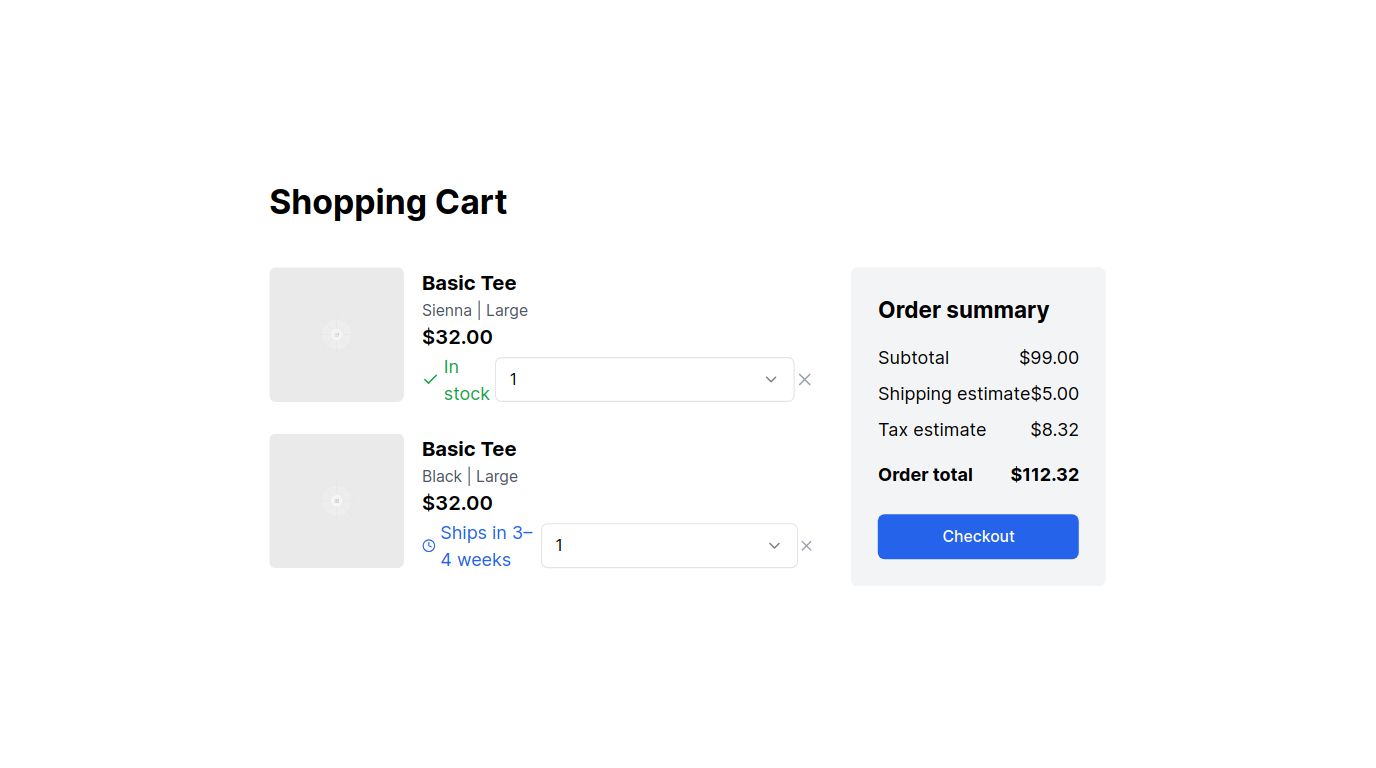 Shopping Cart
Basic Tee
Sienna | Large
$32.00
In
stock
1
Basic Tee
Black | Large
$32.00
Ships in 3–
4 weeks
1
Order summary
Subtotal $99.00
Shipping estimate$5.00
Tax estimate $8.32
Order total $112.32
Checkout